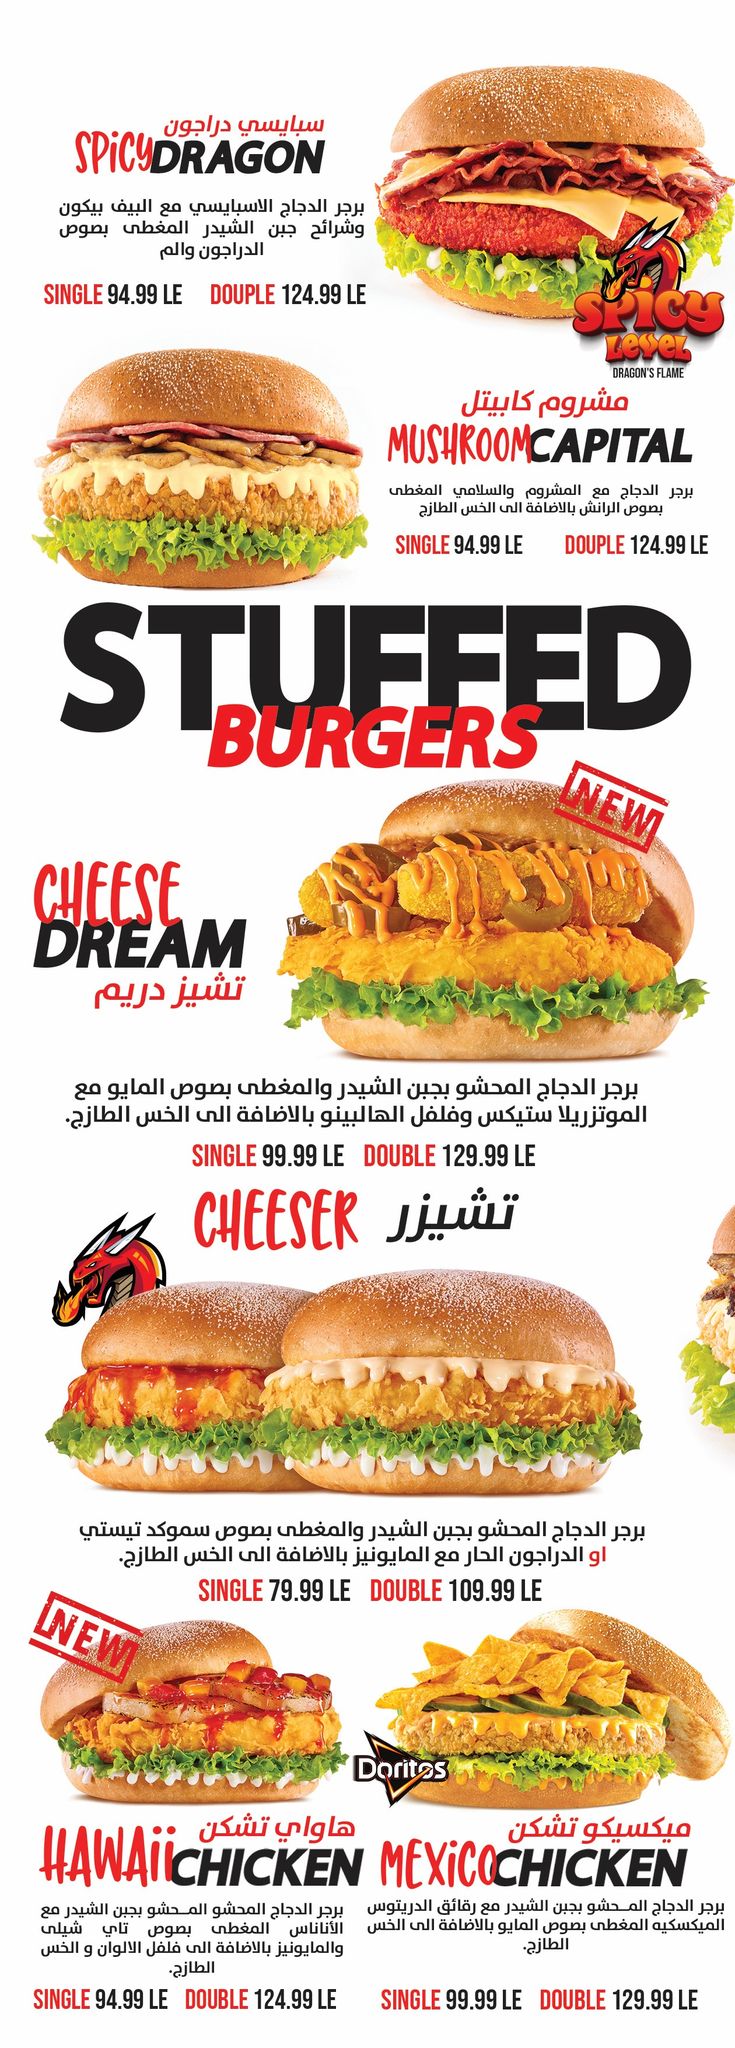 سبايسي دراجون
SPiCYDRAGON
برجر الدجاج الاسبايسي مع البيف بيكون
وشرائح جبن الشيدر المغطى بصوص
الدراجون والم
SINGLE 94.99 LE DOUPLE 124.99 LE
SPICY
LeVeL
DRAGON'S FLAME
مشروم كابيتل
MUSHROOMCAPITAL
برجر الدجاج مع المشروم والسلامي المغطى
بصوص الرانش بالاضافة الى الخس الطازج
SINGLE 94.99 LE DOUPLE 124.99 LE
STUFFED
BURGERS
NEW
CHEESE
DREAM
تشيز دريم
برجر الدجاج المحشو بجبن الشيدر والمغطى بصوص المايو مع
الموتزريلا ستيكس وفلفل الهالبينو بالاضافة الى الخس الطازج.
SINGLE 99.99 LE DOUBLE 129.99 LE
CHEESER تشيزر
برجر الدجاج المحشو بجبن الشيدر والمغطى بصوص سموكد تيستي
او الدراجون الحار مع المايونيز بالاضافة الى الخس الطازج.
SINGLE 79.99 LE DOUBLE 109.99 LE
NEW
هاواي تشكن
HAWAiiCHICKEN
برجر الدجاج المحشو المــحشو بجبن الشيدر مع
الأناناس المغطى بصوص تاي شيلى
والمايونيز بالاضافة الى فلفل الالوان و الخس
الطازج.
SINGLE 94.99 LE DOUBLE 124.99 LE
Doritos
ميكسيكو تشكن
MEXiCOCHICKEN
برجر الدجاج المــحشو بجبن الشيدر مع رقائق الدريتوس
الميكسكيه المغطى بصوص المايو بالاضافة الى الخس
الطازج.
SINGLE 99.99 LE DOUBLE 129.99 LE